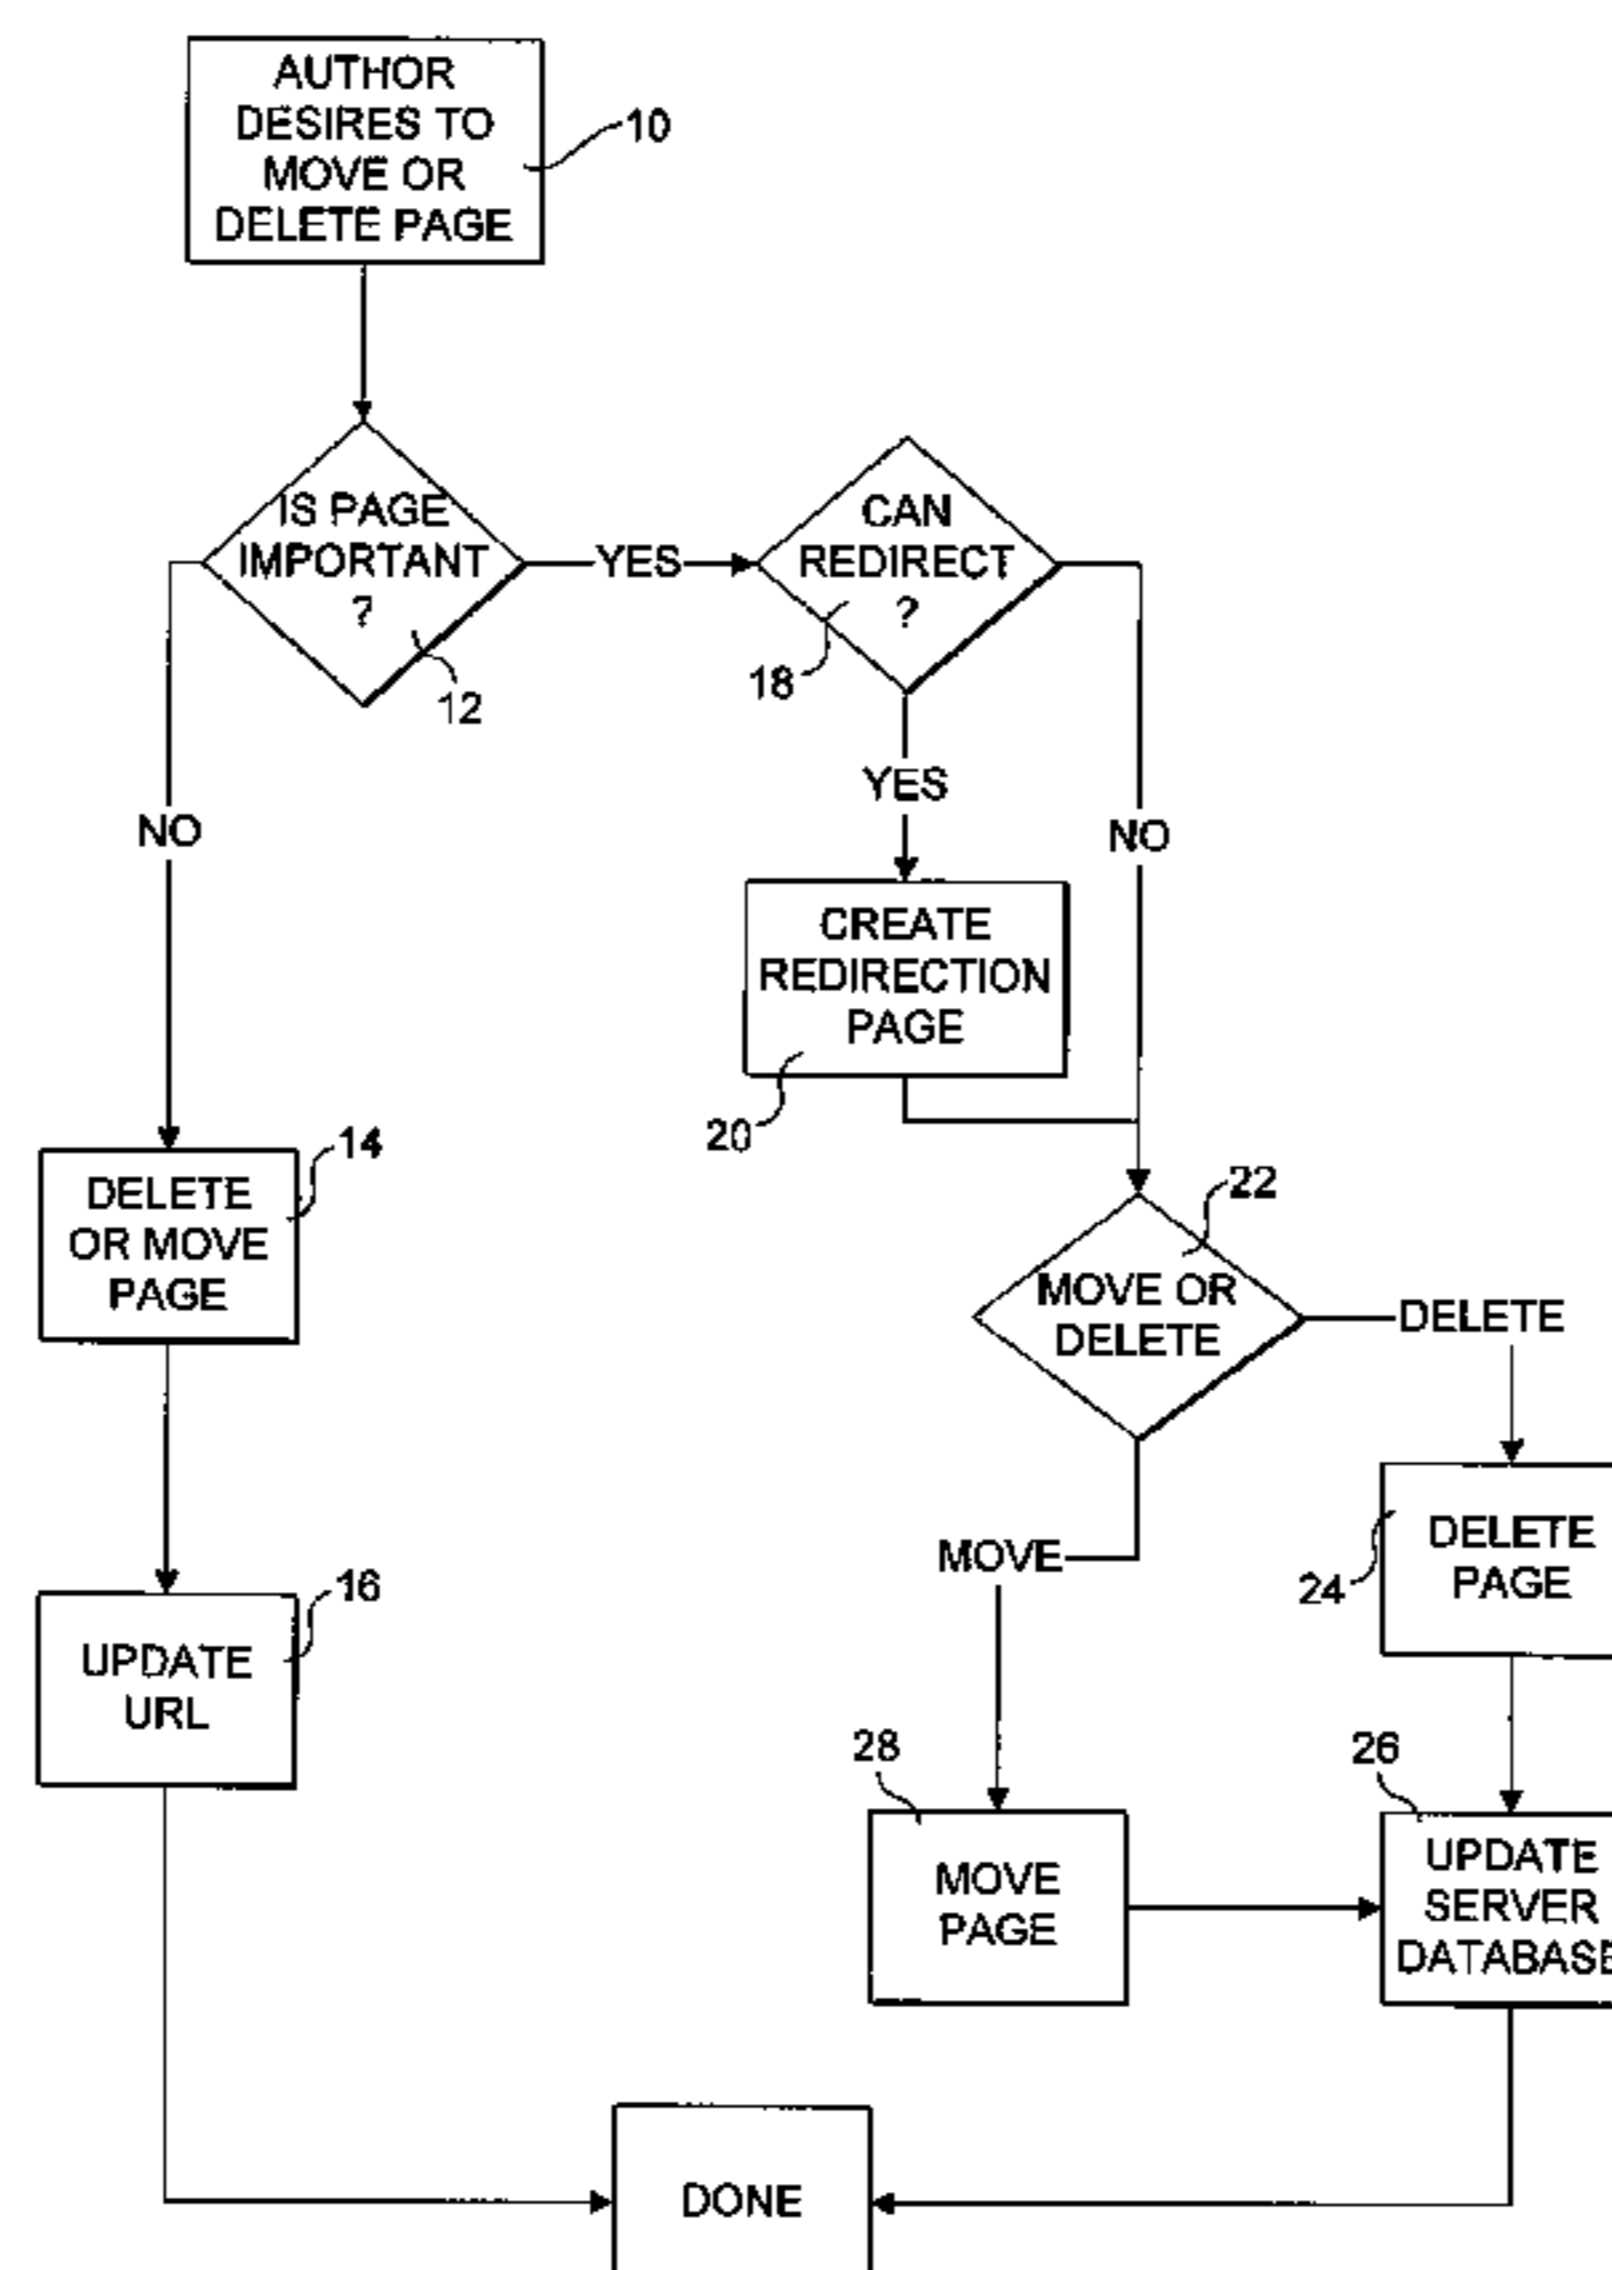 AUTHOR
DESIRES TO
MOVE OR
DELETE PAGE
10
IS PAGE
IMPORTANT
?
12
YES
CAN
REDIRECT
?
18
NO
YES
NO
CREATE
REDIRECTION
PAGE
20
14
DELETE
OR MOVE
PAGE
22
MOVE OR
DELETE
DELETE
MOVE
24
DELETE
PAGE
16
UPDATE
URL
28
MOVE
PAGE
26
UPDATE
SERVER
DATABASE
DONE